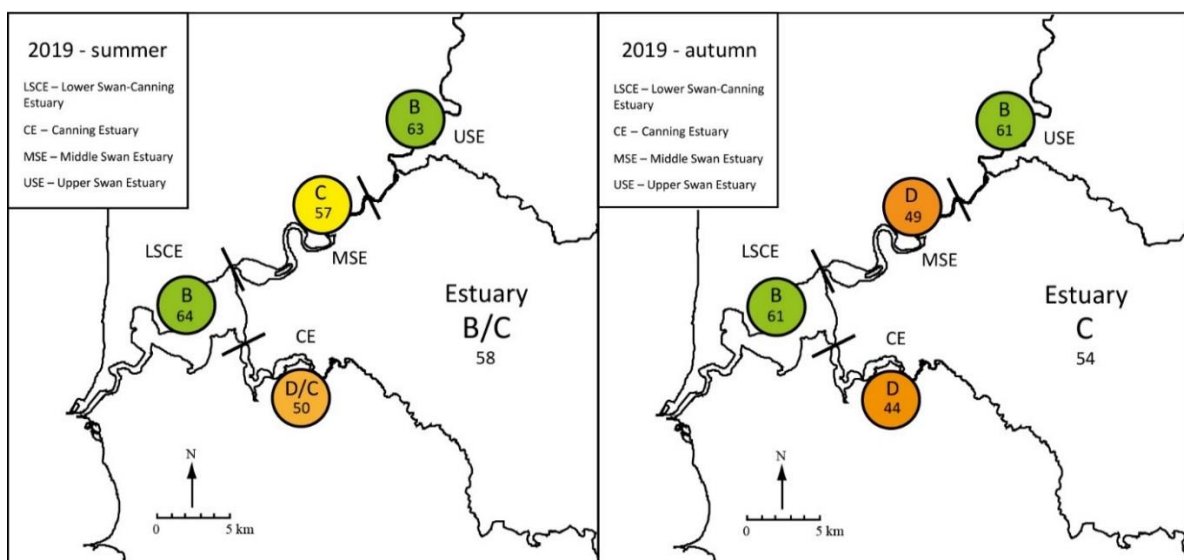 2019 - summer
LSCE – Lower Swan-Canning
Estuary
CE – Canning Estuary
MSE – Middle Swan Estuary
USE – Upper Swan Estuary
B
63
USE
C
57
MSE
LSCE
B
64
Estuary
B/C
58
CE
D/C
50
N
0 5 km
2019 - autumn
LSCE – Lower Swan-Canning
Estuary
CE – Canning Estuary
MSE – Middle Swan Estuary
USE – Upper Swan Estuary
B
61
USE
D
49
MSE
LSCE
B
61
Estuary
C
54
CE
D
44
N
0 5 km